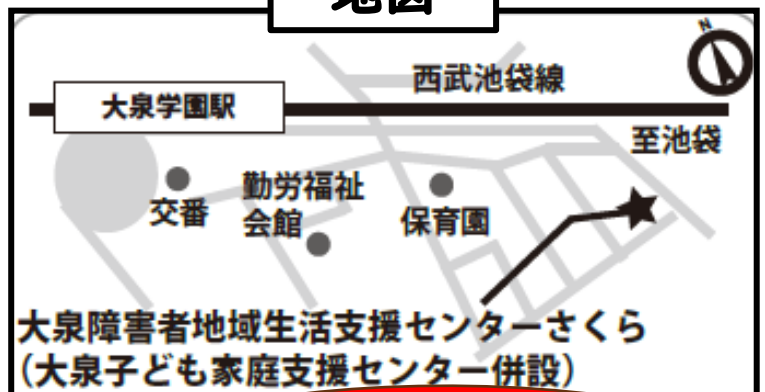 地図
N
西武池袋線
大泉学園駅
至池袋
勤労福祉
会館
交番
保育園
大泉障害者地域生活支援センターさくら
（大泉子ども家庭支援センター併設）